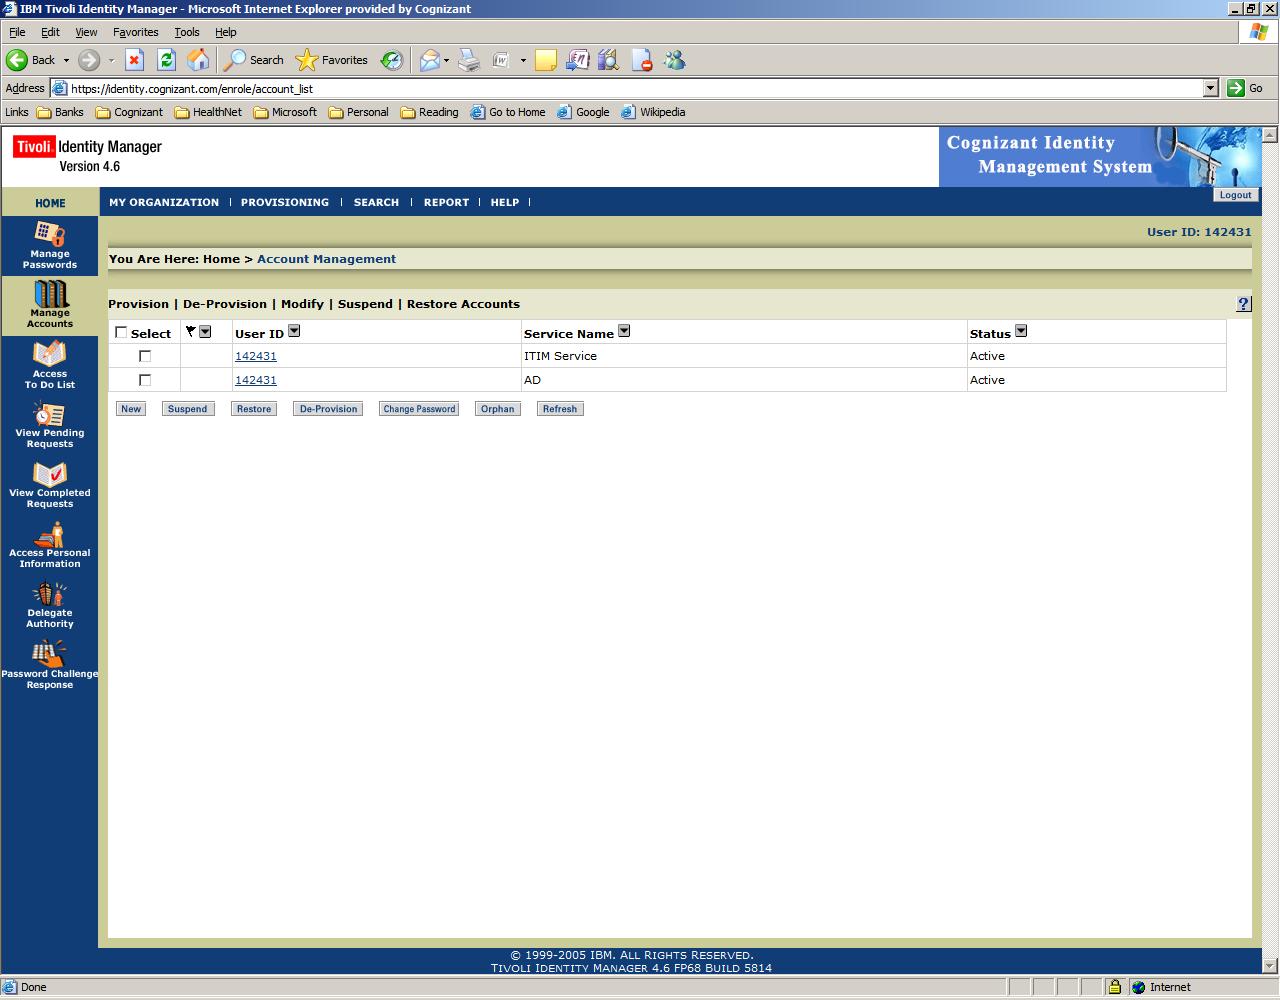 IBM Tivoli Identity Manager - Microsoft Internet Explorer provided by Cognizant
File Edit View Favorites Tools Help
Back Search Favorites
Address https://identity.cognizant.com/enrole/account_list Go
Links Banks Cognizant HealthNet Microsoft Personal Reading Go to Home Google Wikipedia
Tivoli. Identity Manager
Version 4.6
Cognizant Identity
Management System
HOME MY ORGANIZATION | PROVISIONING | SEARCH | REPORT | HELP | Logout
User ID: 142431
Manage
Passwords
Manage
Accounts
Access
To Do List
View Pending
Requests
View Completed
Requests
Access Personal
Information
Delegate
Authority
Password Challenge
Response
You Are Here: Home > Account Management
Provision | De-Provision | Modify | Suspend | Restore Accounts ?
Select User ID Service Name Status
142431 ITIM Service Active
142431 AD Active
New Suspend Restore De-Provision Change Password Orphan Refresh
© 1999-2005 IBM. ALL RIGHTS RESERVED.
TIVOLI IDENTITY MANAGER 4.6 FP68 BUILD 5814
Done Internet